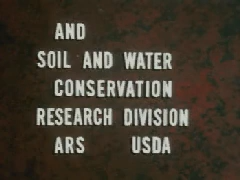 AND
SOIL AND WATER
CONSERVATION
RESEARCH DIVISION
ARS USDA